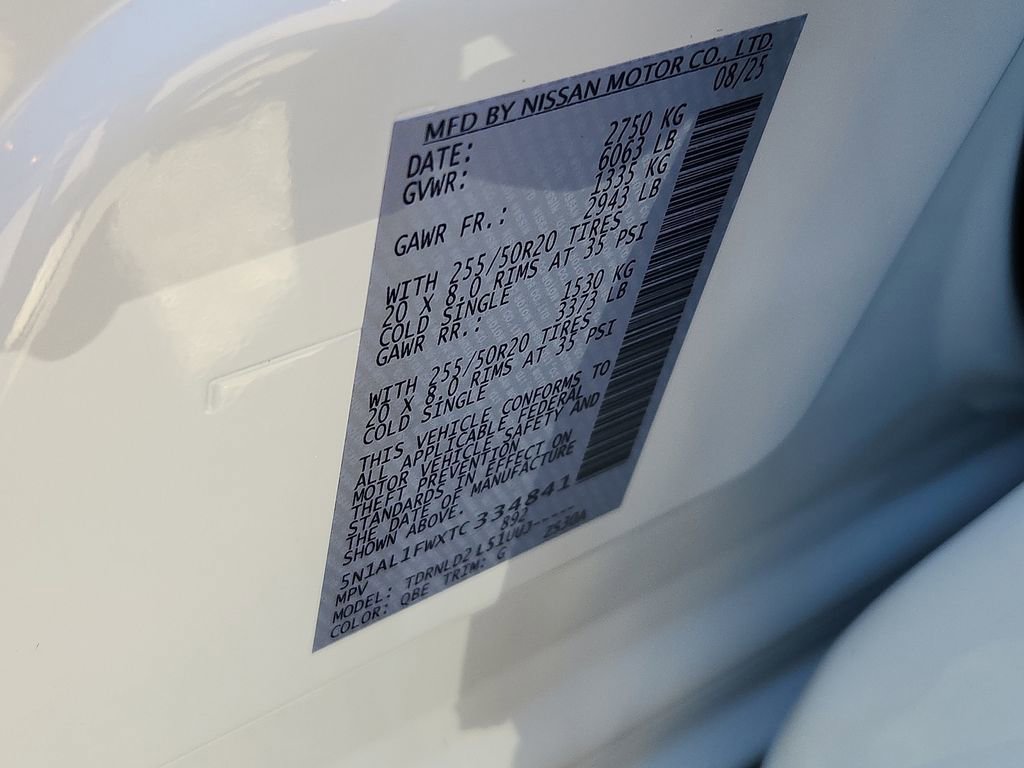 MFD BY NISSAN MOTOR CO., LTD.
DATE: 08/25
GVWR: 2750 KG
6063 LB
GAWR FR.: 1335 KG
2943 LB
WITH 255/50R20 TIRES
20 X 8.0 RIMS AT 35 PSI
COLD SINGLE
GAWR RR.: 1530 KG
3373 LB
WITH 255/50R20 TIRES
20 X 8.0 RIMS AT 35 PSI
COLD SINGLE
THIS VEHICLE CONFORMS TO
ALL APPLICABLE FEDERAL
MOTOR VEHICLE SAFETY AND
THEFT PREVENTION
STANDARDS IN EFFECT ON
THE DATE OF MANUFACTURE
SHOWN ABOVE.
5N1AL1FWXTC334841
MPV 892
MODEL: TDRNLD2LS1UUJ-----
COLOR: QBE TRIM: G 2S30A